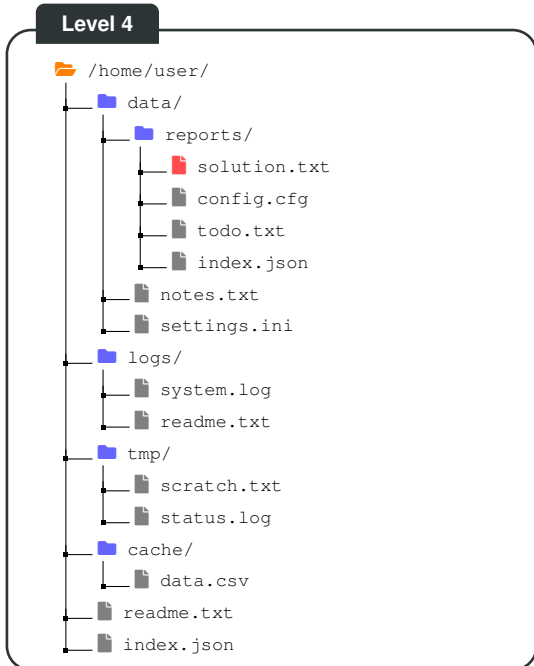 Level 4
/home/user/
data/
reports/
solution.txt
config.cfg
todo.txt
index.json
notes.txt
settings.ini
logs/
system.log
readme.txt
tmp/
scratch.txt
status.log
cache/
data.csv
readme.txt
index.json